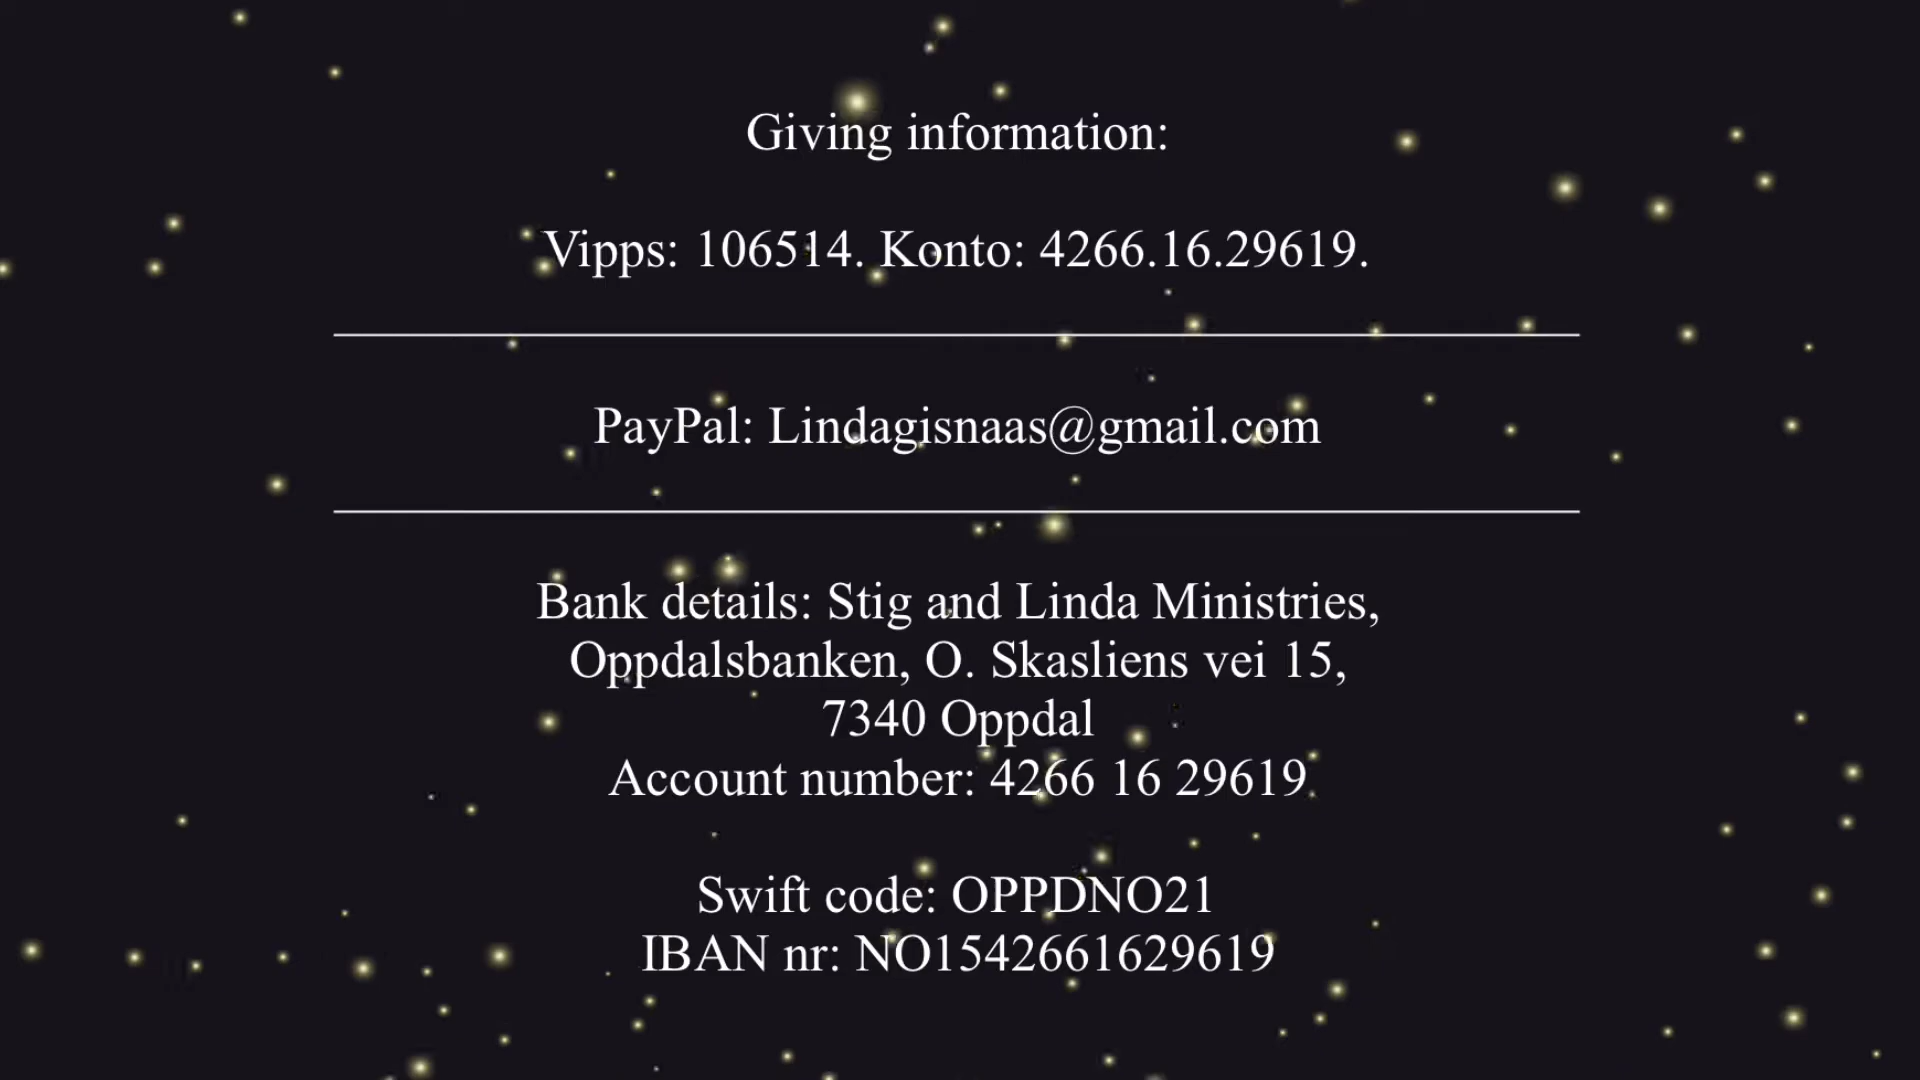 Giving information:
Vipps: 106514. Konto: 4266.16.29619.
PayPal: Lindagisnaas@gmail.com
Bank details: Stig and Linda Ministries,
Oppdalsbanken, O. Skasliens vei 15,
7340 Oppdal
Account number: 4266 16 29619
Swift code: OPPDNO21
IBAN nr: NO1542661629619